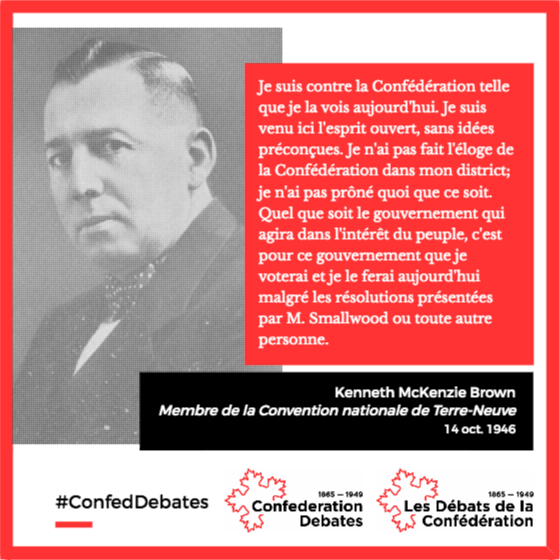 Je suis contre la Confédération telle
que je la vois aujourd'hui. Je suis
venu ici l'esprit ouvert, sans idées
préconçues. Je n'ai pas fait l'éloge de
la Confédération dans mon district;
je n'ai pas prôné quoi que ce soit.
Quel que soit le gouvernement qui
agira dans l'intérêt du peuple, c'est
pour ce gouvernement que je
voterai et je le ferai aujourd'hui
malgré les résolutions présentées
par M. Smallwood ou toute autre
personne.
Kenneth McKenzie Brown
Membre de la Convention nationale de Terre-Neuve
14 oct. 1946
#ConfedDebates
1865 — 1949
Confederation
Debates
1865 — 1949
Les Débats de la
Confédération